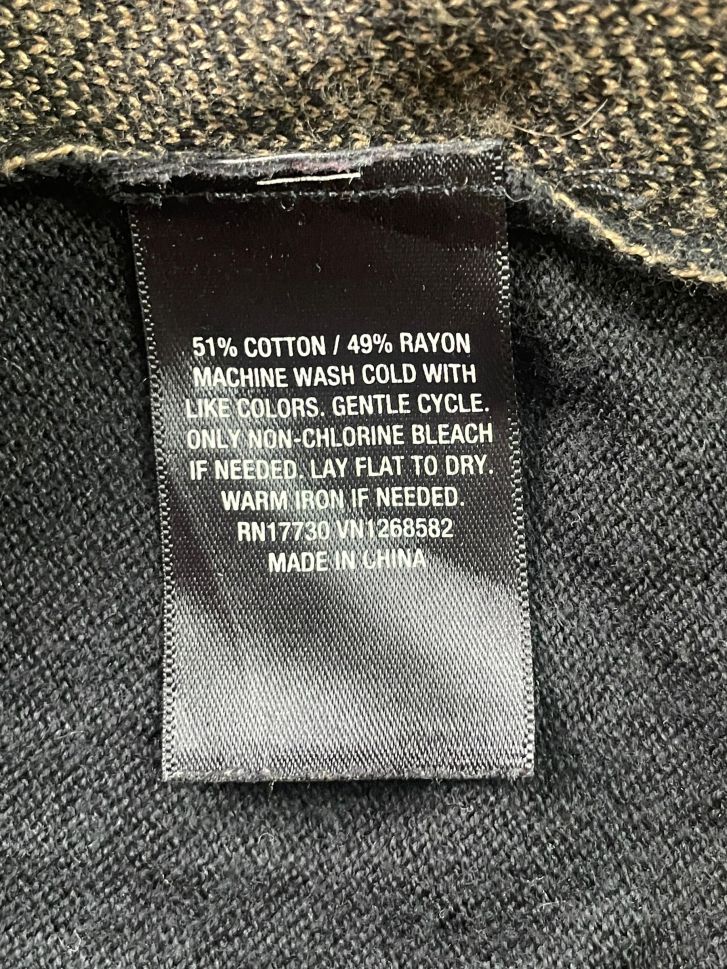 51% COTTON / 49% RAYON
MACHINE WASH COLD WITH
LIKE COLORS. GENTLE CYCLE.
ONLY NON-CHLORINE BLEACH
IF NEEDED. LAY FLAT TO DRY.
WARM IRON IF NEEDED.
RN17730 VN1268582
MADE IN CHINA